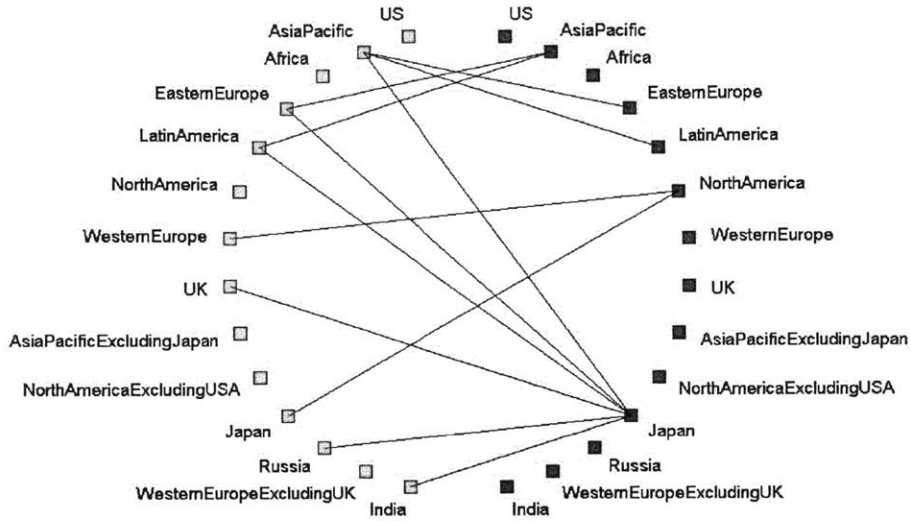 US US
AsiaPacific AsiaPacific
Africa Africa
EasternEurope EasternEurope
LatinAmerica LatinAmerica
NorthAmerica NorthAmerica
WesternEurope WesternEurope
UK UK
AsiaPacificExcludingJapan AsiaPacificExcludingJapan
NorthAmericaExcludingUSA NorthAmericaExcludingUSA
Japan Japan
Russia Russia
WesternEuropeExcludingUK WesternEuropeExcludingUK
India India